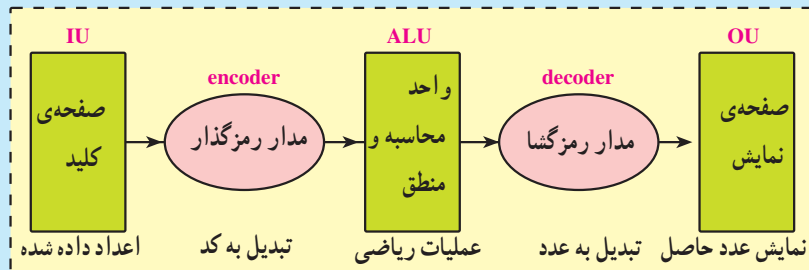 IU
ALU
OU
encoder
decoder
صفحه‌ی
کلید
مدار رمزگذار
واحد
محاسبه و
منطق
مدار رمزگشا
صفحه‌ی
نمایش
اعداد داده شده
تبدیل به کد
عملیات ریاضی
تبدیل به عدد
نمایش عدد حاصل